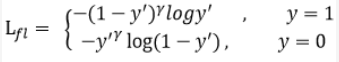 L_fl = { −(1 − y′)^γ log y′ , y = 1
−y′^γ log(1 − y′), y = 0